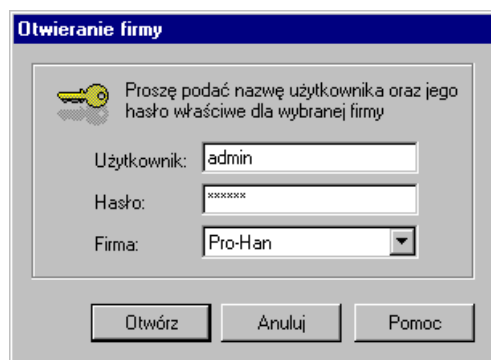 Otwieranie firmy
Proszę podać nazwę użytkownika oraz jego
hasło właściwe dla wybranej firmy
Użytkownik: admin
Hasło: ******
Firma: Pro-Han
Otwórz Anuluj Pomoc